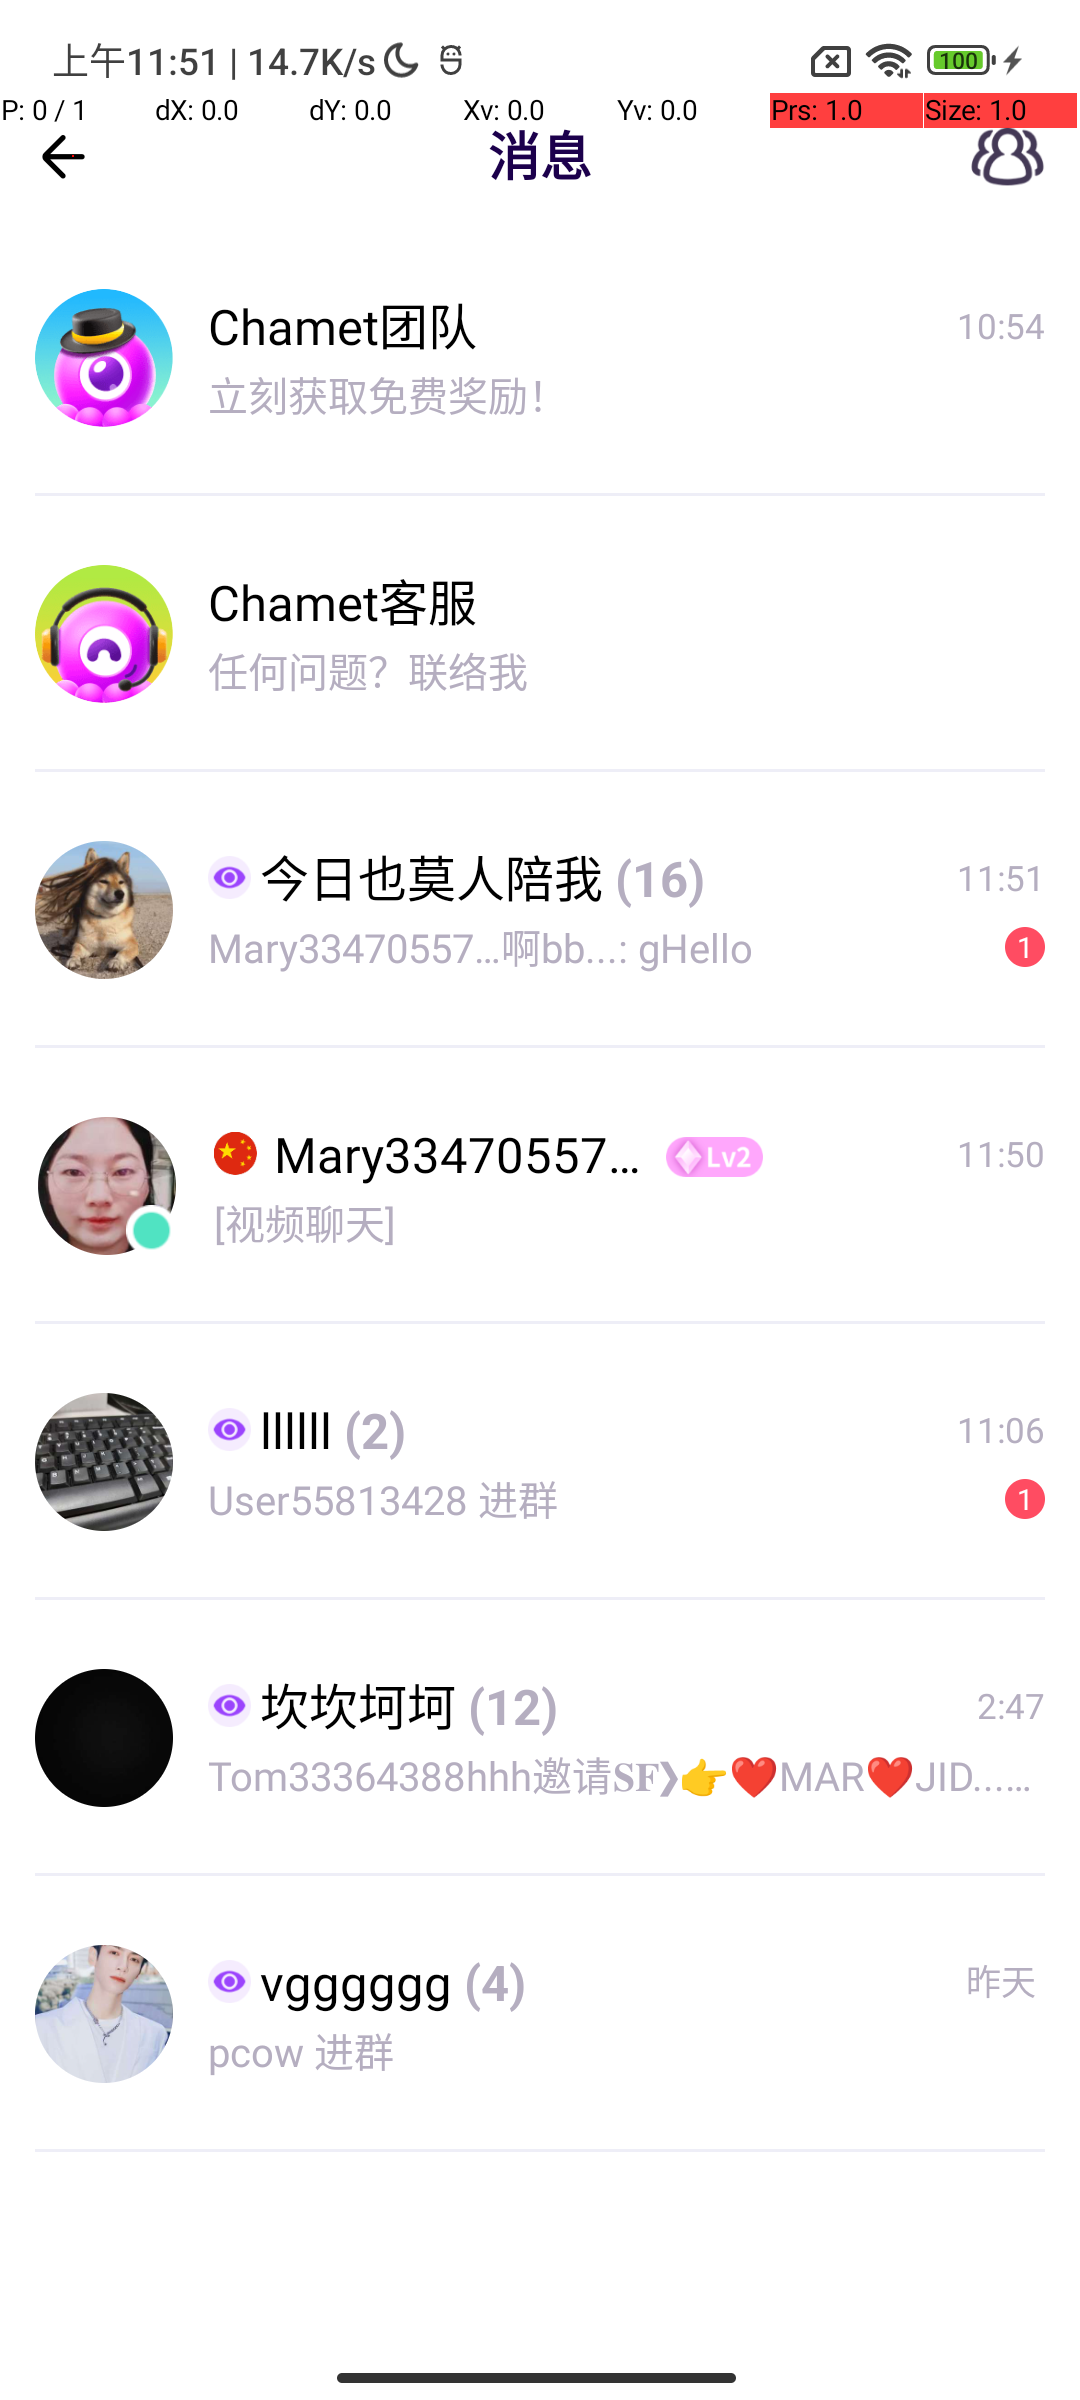 上午11:51 | 14.7K/s
100
P: 0 / 1 dX: 0.0 dY: 0.0 Xv: 0.0 Yv: 0.0 Prs: 1.0 Size: 1.0
消息
Chamet团队 10:54
立刻获取免费奖励！
Chamet客服
任何问题？联络我
今日也莫人陪我 (16) 11:51
Mary33470557...啊bb...: gHello 1
Mary33470557... Lv2 11:50
[视频聊天]
llllll (2) 11:06
User55813428 进群 1
坎坎坷坷 (12) 2:47
Tom33364388hhh邀请𝐒𝐅❯👉❤️MAR❤️JID......
vgggggg (4) 昨天
pcow 进群